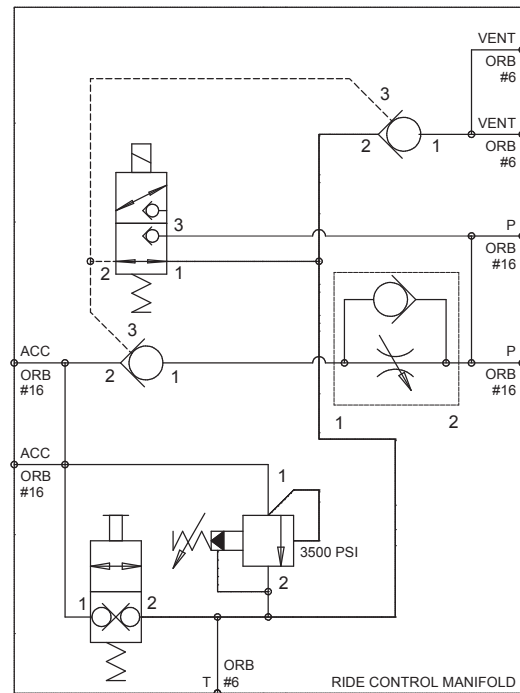 VENT
ORB
#6
3
VENT
2
1
ORB
#6
3
P
2
1
ORB
#16
3
ACC
P
2
1
ORB
#16
ORB
#16
1
2
ACC
ORB
#16
1
3500 PSI
2
1
2
ORB
T
#6
RIDE CONTROL MANIFOLD